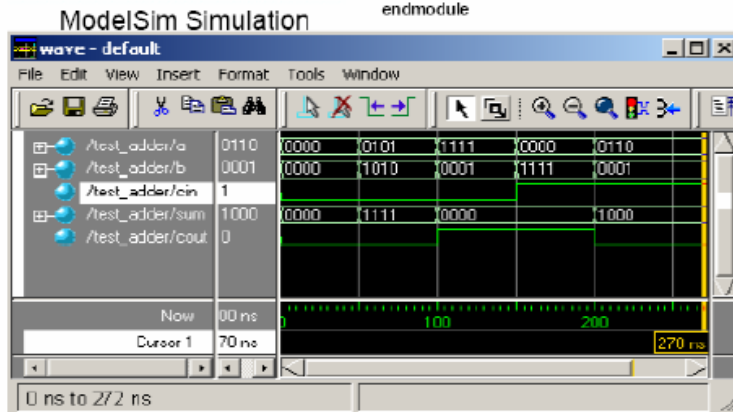 endmodule
ModelSim Simulation
wave - default
File Edit View Insert Format Tools Window
/test_adder/a 0110 0000 0101 1111 0000 0110
/test_adder/b 0001 0000 1010 0001 1111 0001
/test_adder/cin 1
/test_adder/sum 1000 0000 1111 0000 1000
/test_adder/cout 0
Now 00 ns 0 100 200
Cursor 1 70 ns 270 ns
0 ns to 272 ns